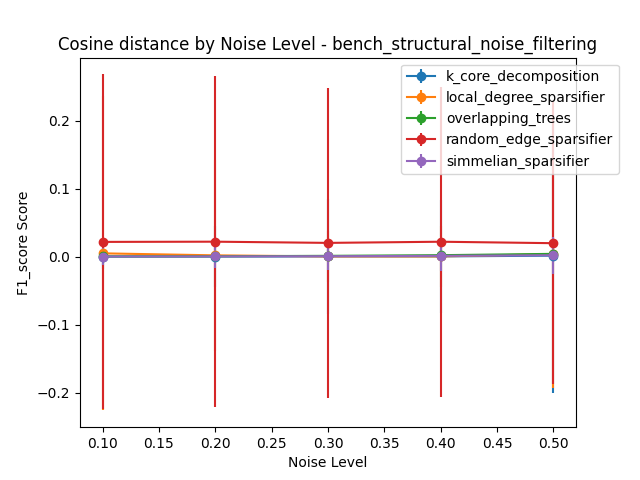 Cosine distance by Noise Level - bench_structural_noise_filtering
k_core_decomposition
local_degree_sparsifier
overlapping_trees
random_edge_sparsifier
simmelian_sparsifier
F1_score Score
0.2
0.1
0.0
−0.1
−0.2
0.10 0.15 0.20 0.25 0.30 0.35 0.40 0.45 0.50
Noise Level